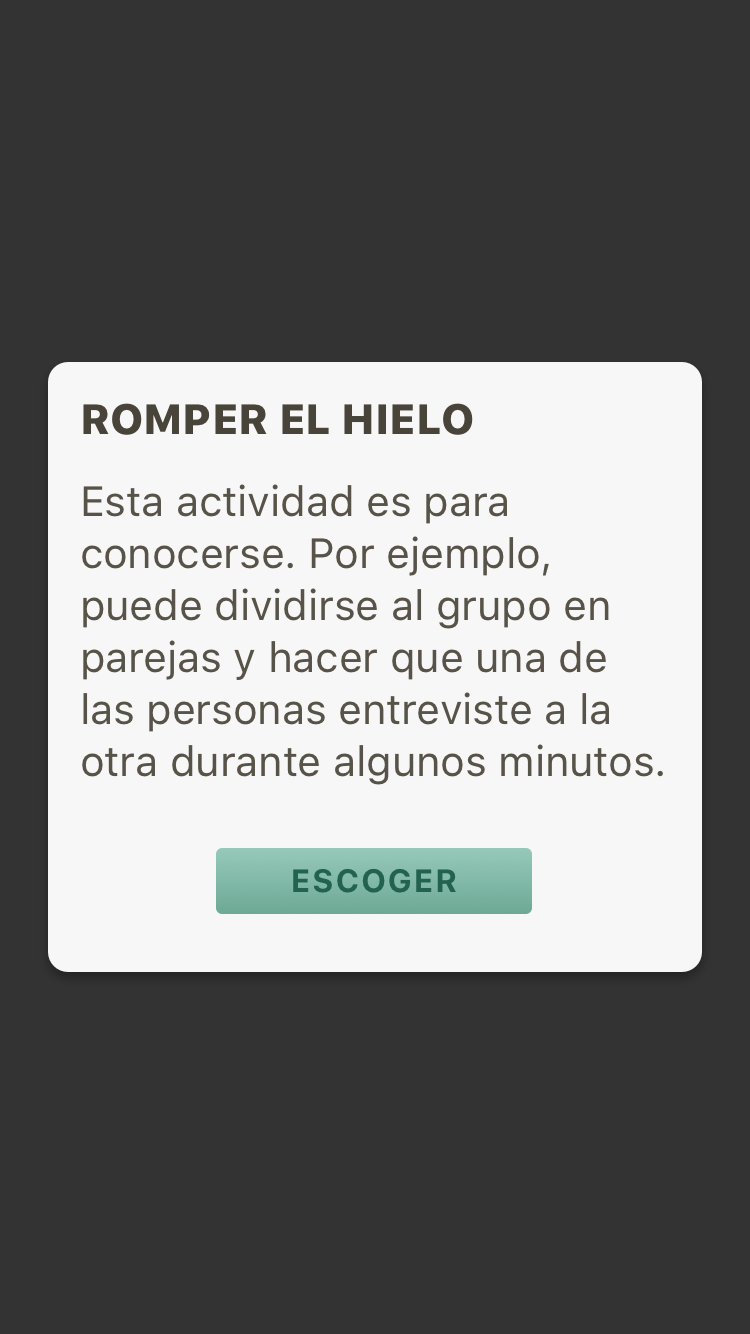 ROMPER EL HIELO
Esta actividad es para
conocerse. Por ejemplo,
puede dividirse al grupo en
parejas y hacer que una de
las personas entreviste a la
otra durante algunos minutos.
ESCOGER